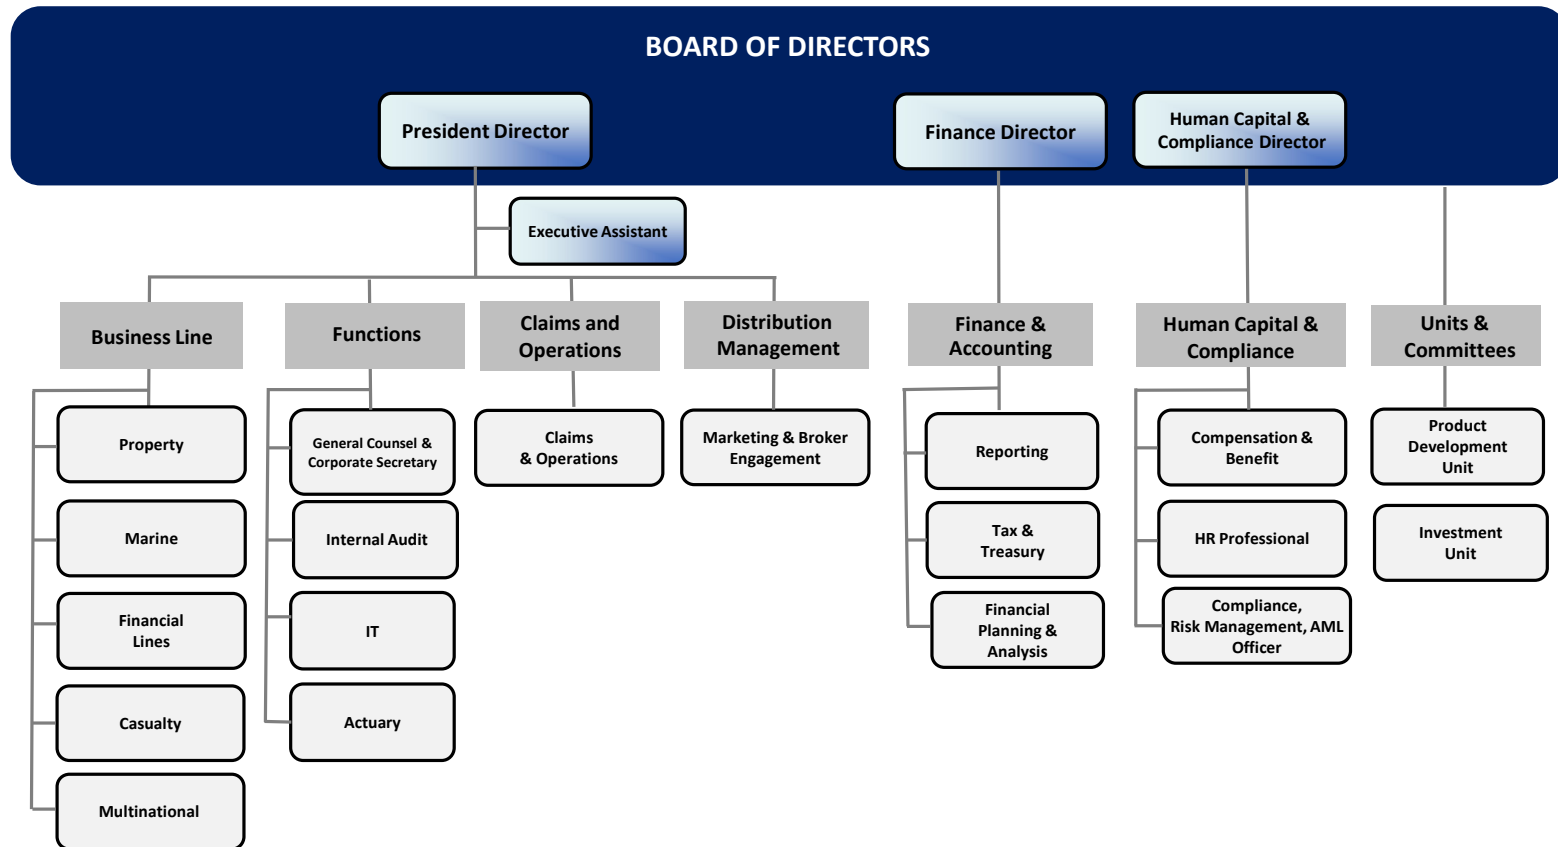 BOARD OF DIRECTORS
President Director
Finance Director
Human Capital &
Compliance Director
Executive Assistant
Business Line
Functions
Claims and
Operations
Distribution
Management
Finance &
Accounting
Human Capital &
Compliance
Units &
Committees
Property
Marine
Financial
Lines
Casualty
Multinational
General Counsel &
Corporate Secretary
Internal Audit
IT
Actuary
Claims
& Operations
Marketing & Broker
Engagement
Reporting
Tax &
Treasury
Financial
Planning &
Analysis
Compensation &
Benefit
HR Professional
Compliance,
Risk Management, AML
Officer
Product
Development
Unit
Investment
Unit